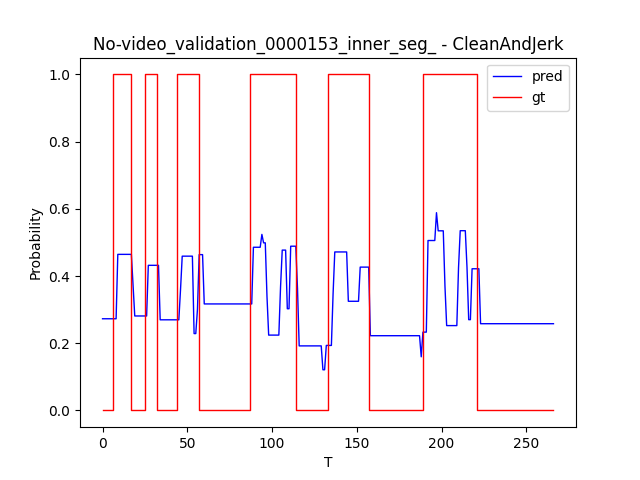 No-video_validation_0000153_inner_seg_ - CleanAndJerk
pred
gt
1.0
0.8
0.6
0.4
0.2
0.0
Probability
0
50
100
150
200
250
T